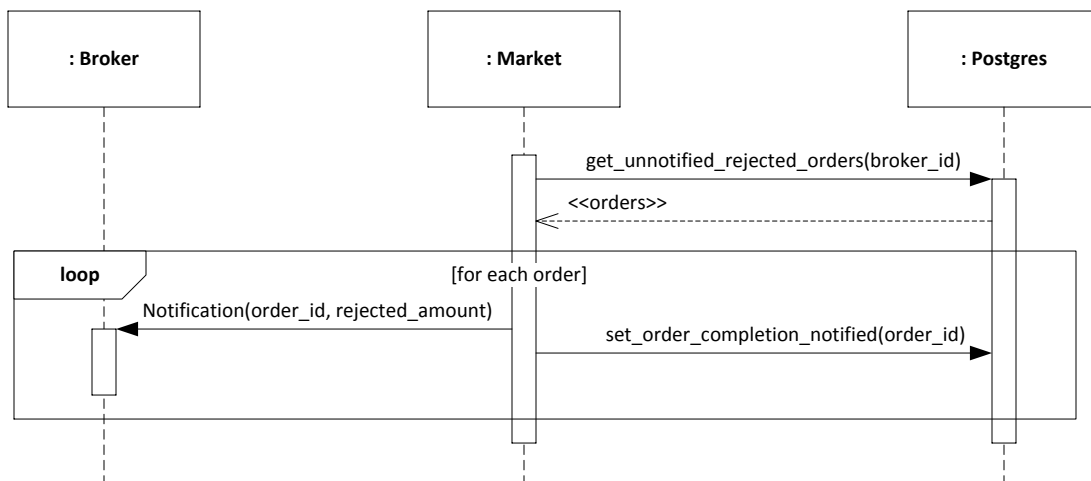 : Broker
: Market
: Postgres
get_unnotified_rejected_orders(broker_id)
<<orders>>
loop
[for each order]
Notification(order_id, rejected_amount)
set_order_completion_notified(order_id)